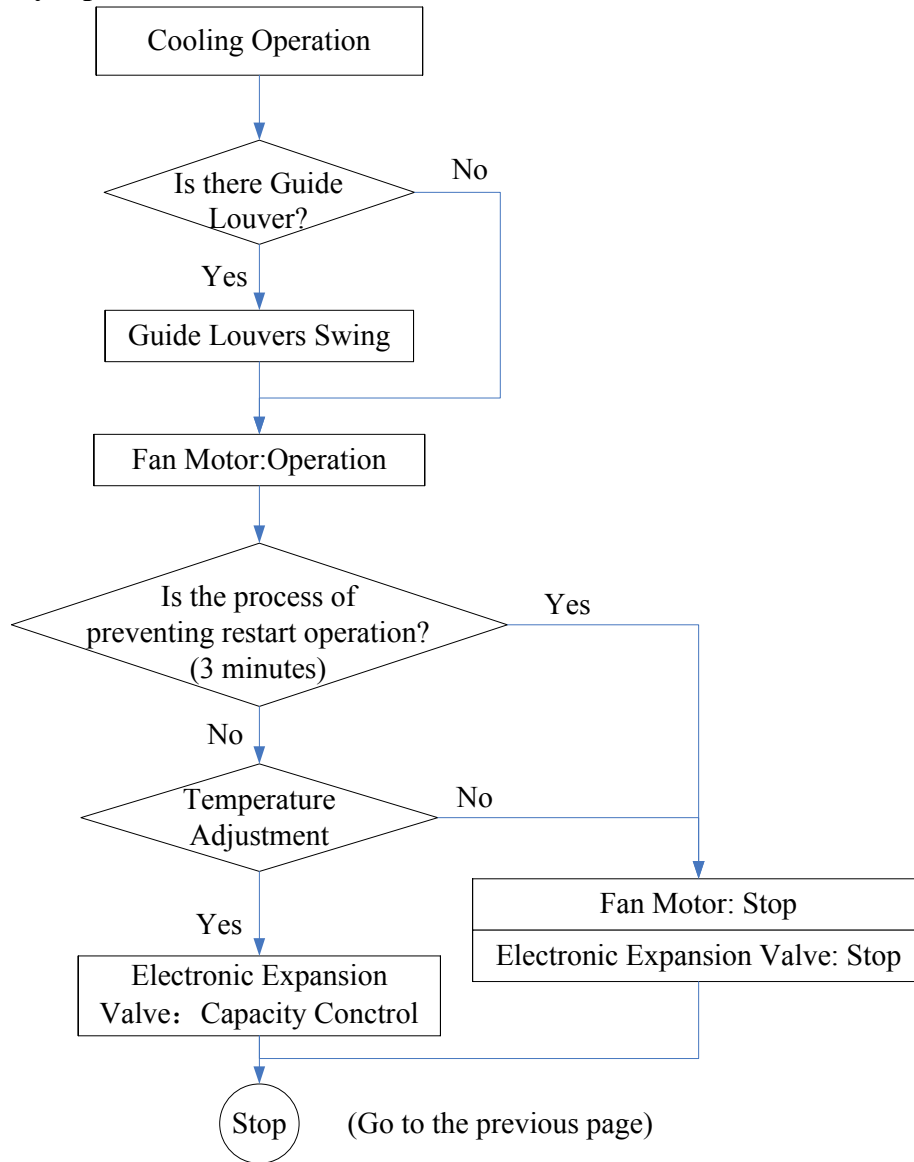 Cooling Operation
Is there Guide
Louver?
No
Yes
Guide Louvers Swing
Fan Motor:Operation
Is the process of
preventing restart operation?
(3 minutes)
Yes
No
Temperature
Adjustment
No
Yes
Fan Motor: Stop
Electronic Expansion Valve: Stop
Electronic Expansion
Valve：Capacity Conctrol
Stop
(Go to the previous page)